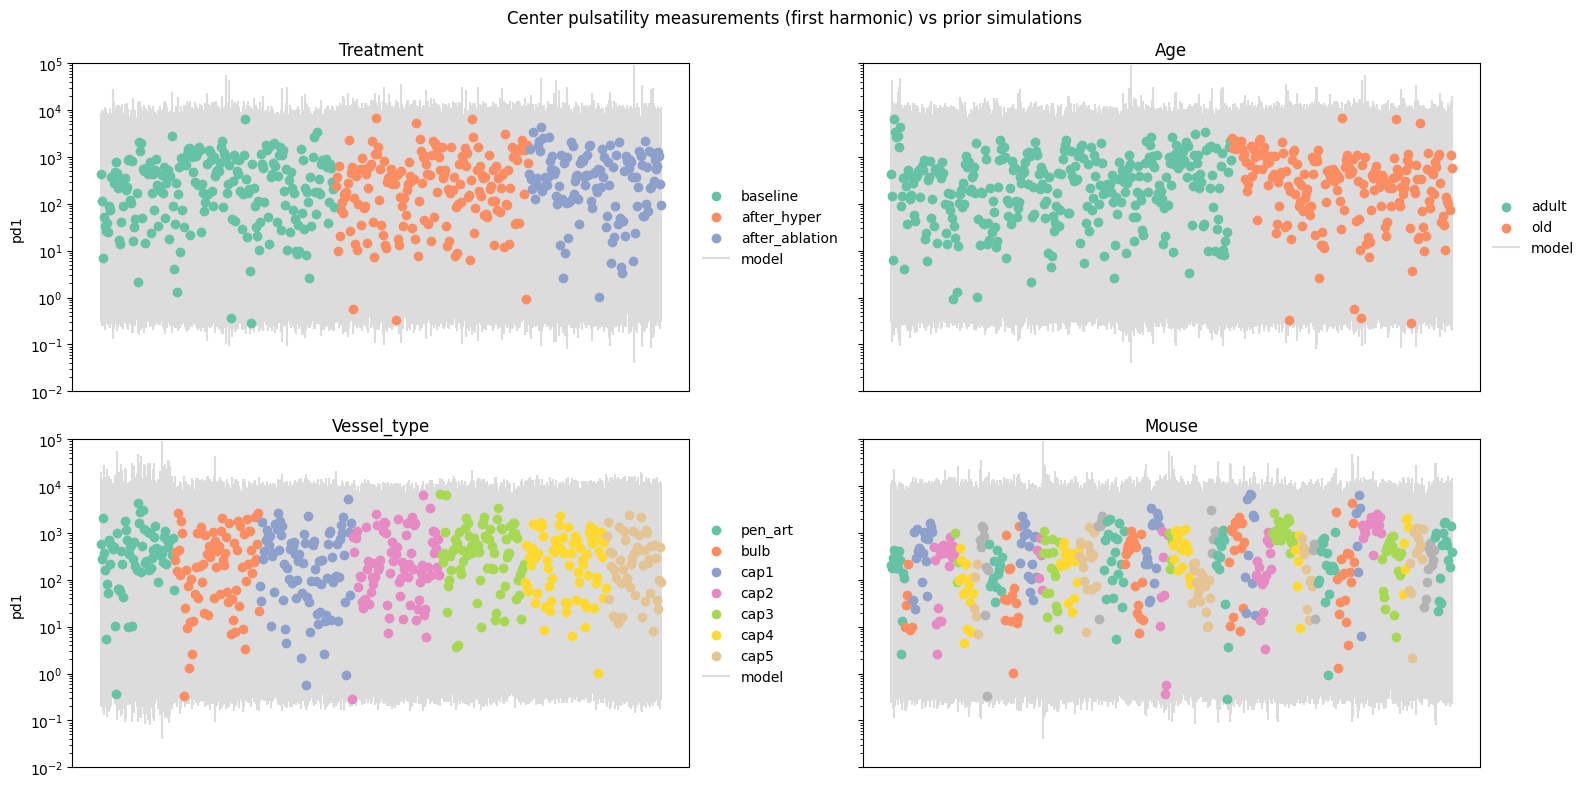 Center pulsatility measurements (first harmonic) vs prior simulations
Treatment
Age
10^5
10^4
10^3
10^2
10^1
10^0
10^-1
10^-2
pd1
baseline
after_hyper
after_ablation
model
adult
old
model
Vessel_type
Mouse
10^5
10^4
10^3
10^2
10^1
10^0
10^-1
10^-2
pd1
pen_art
bulb
cap1
cap2
cap3
cap4
cap5
model